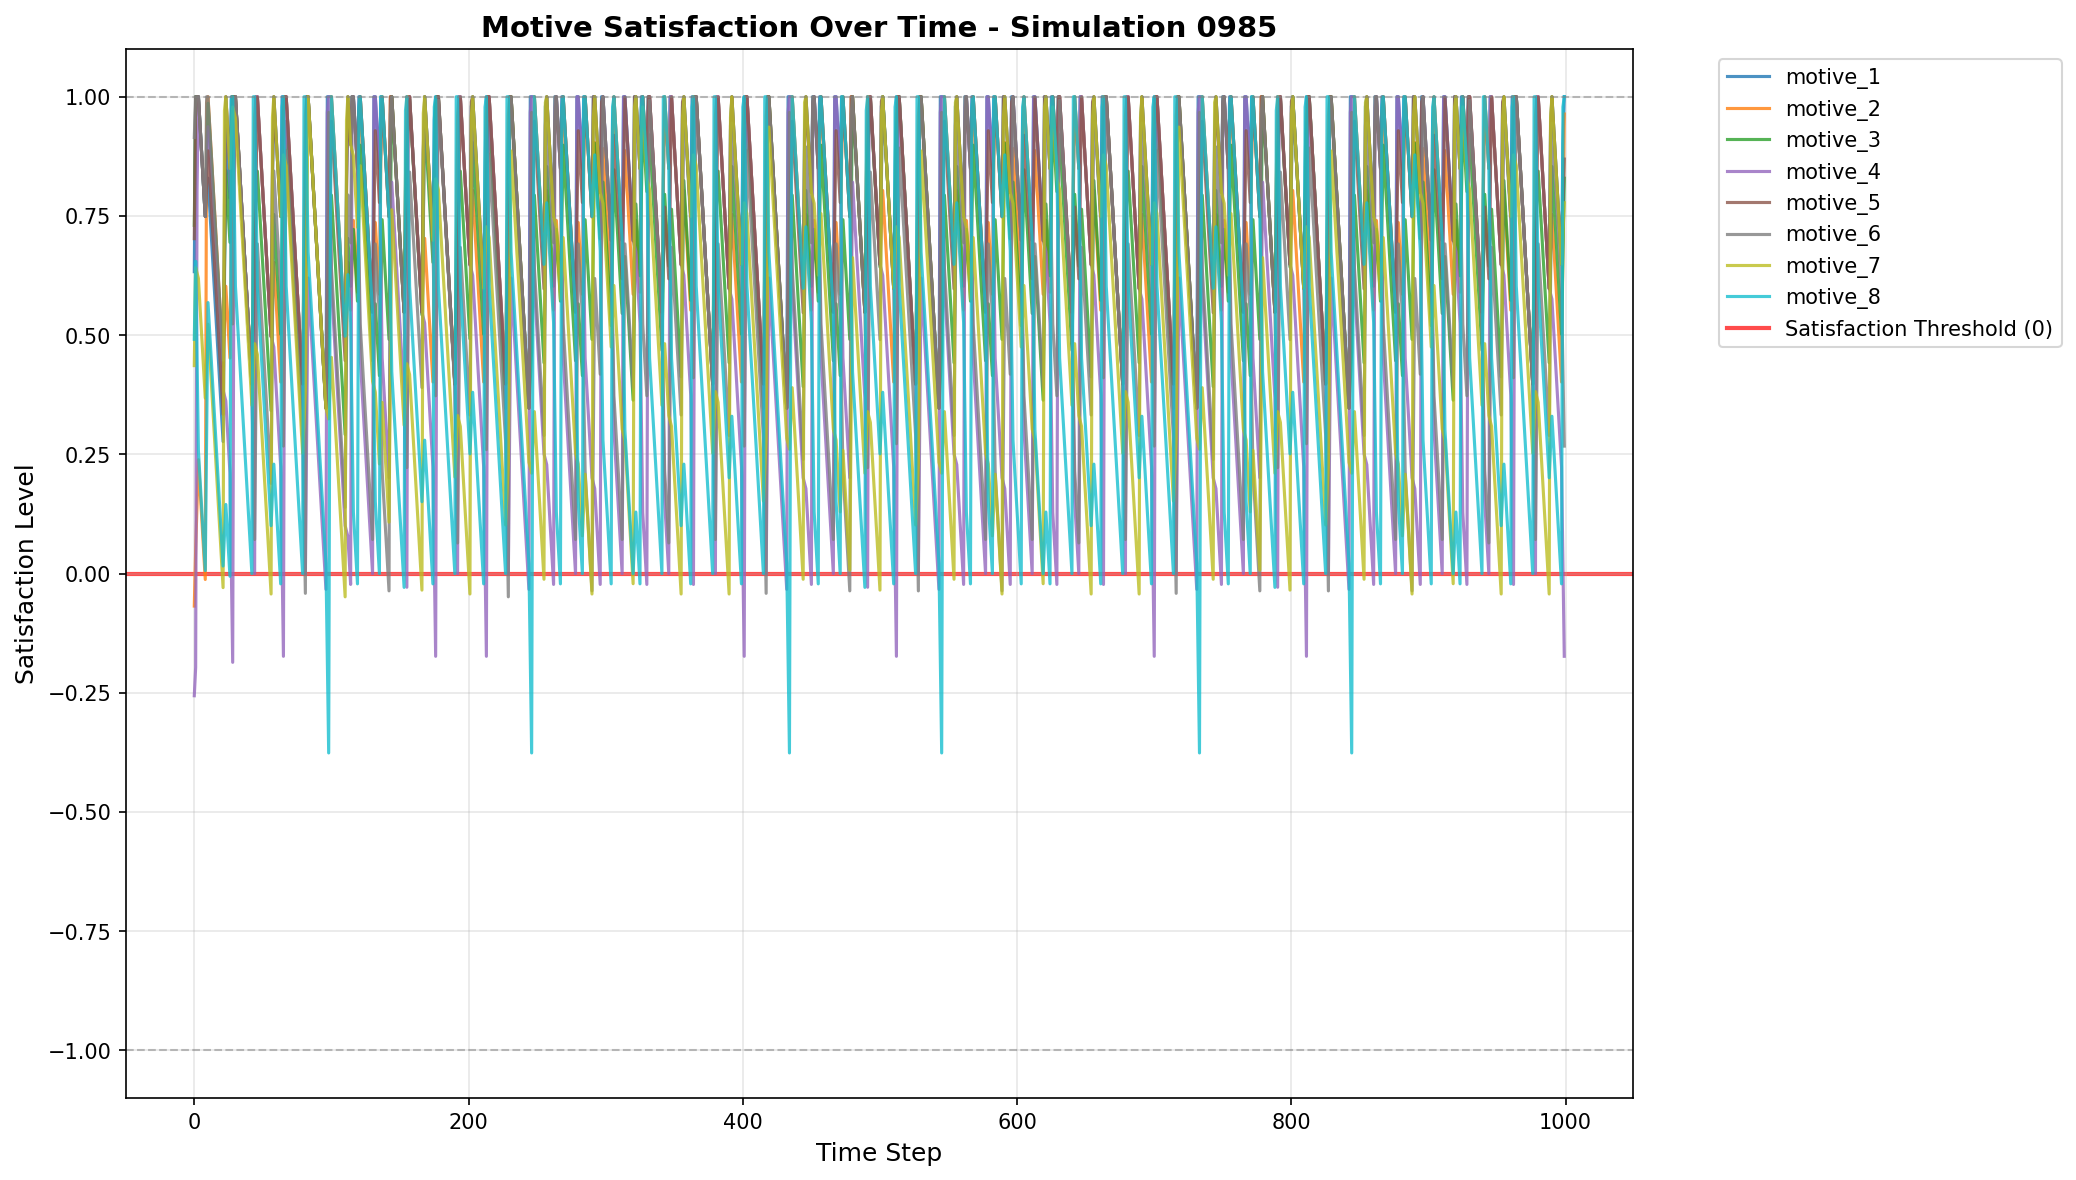 Motive Satisfaction Over Time - Simulation 0985
1.00
0.75
0.50
0.25
0.00
−0.25
−0.50
−0.75
−1.00
Satisfaction Level
0
200
400
600
800
1000
Time Step
motive_1
motive_2
motive_3
motive_4
motive_5
motive_6
motive_7
motive_8
Satisfaction Threshold (0)